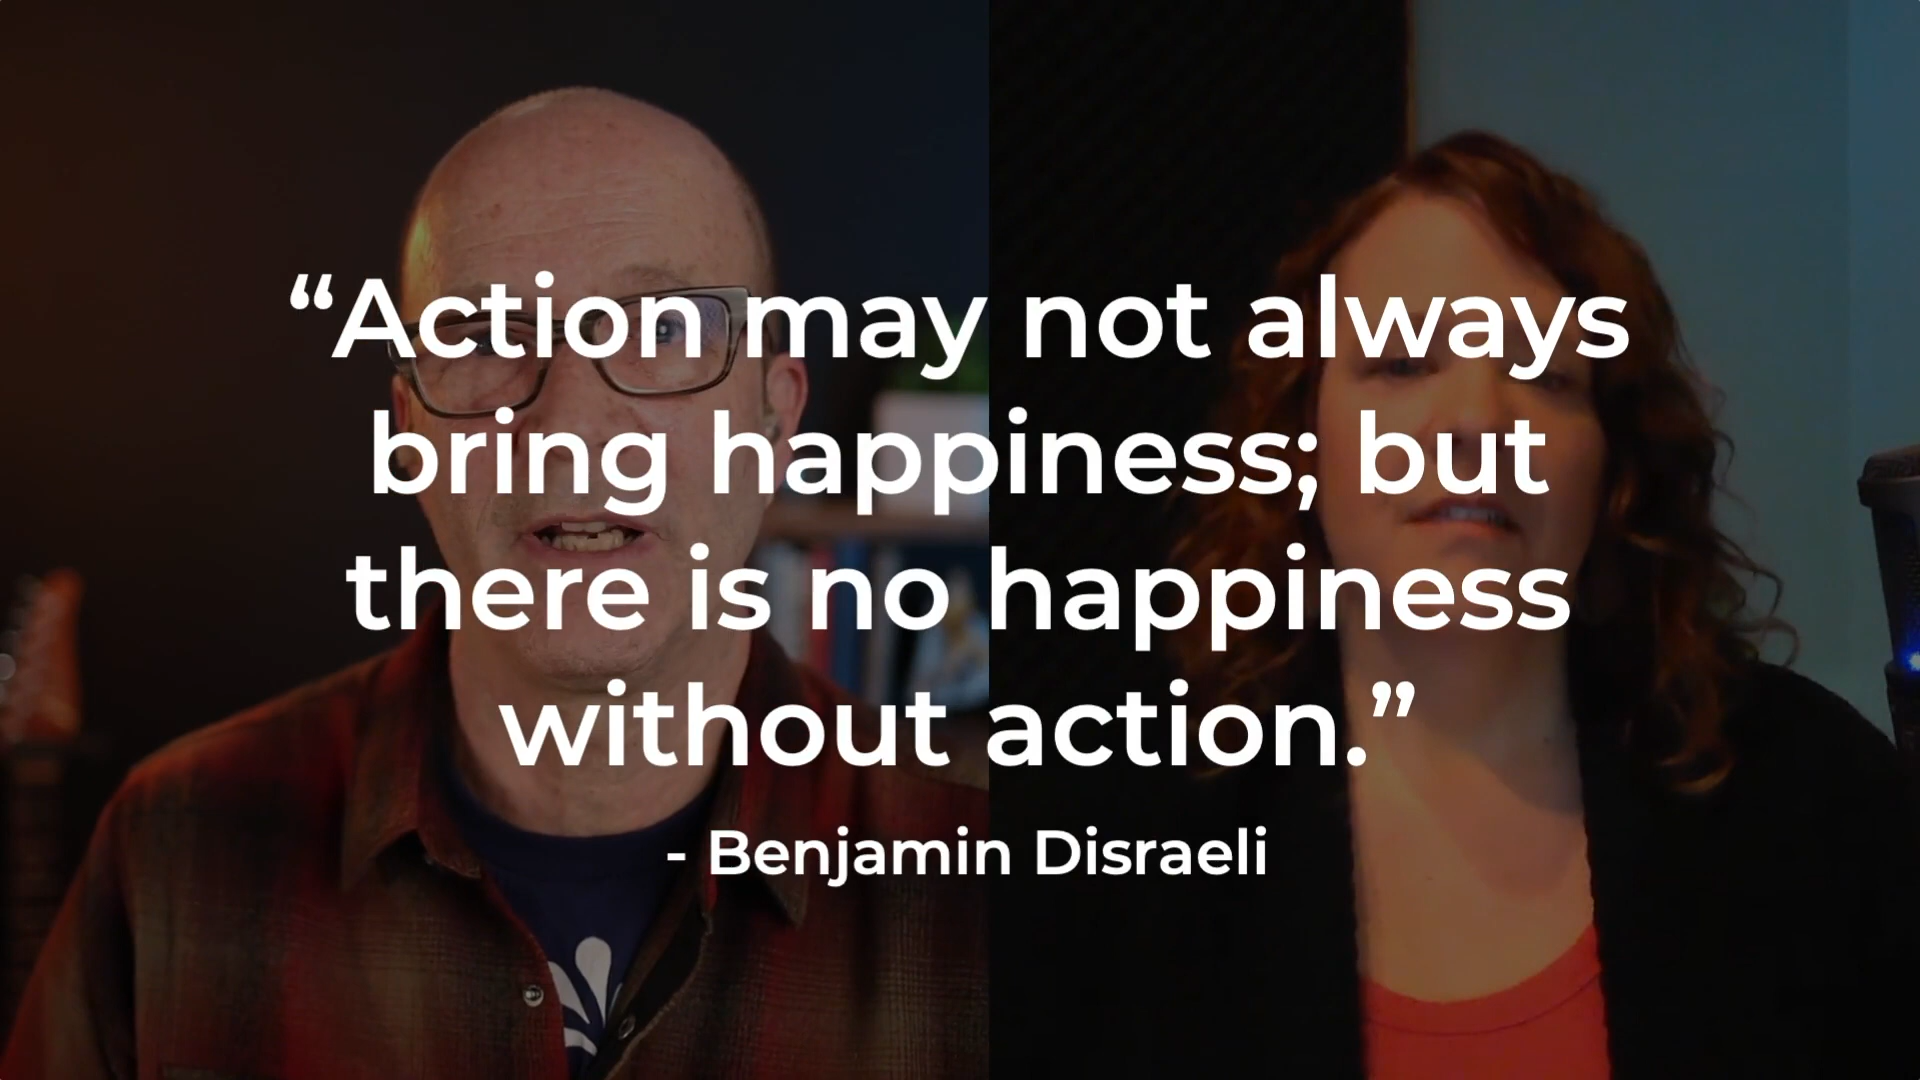 “Action may not always
bring happiness; but
there is no happiness
without action.”
- Benjamin Disraeli